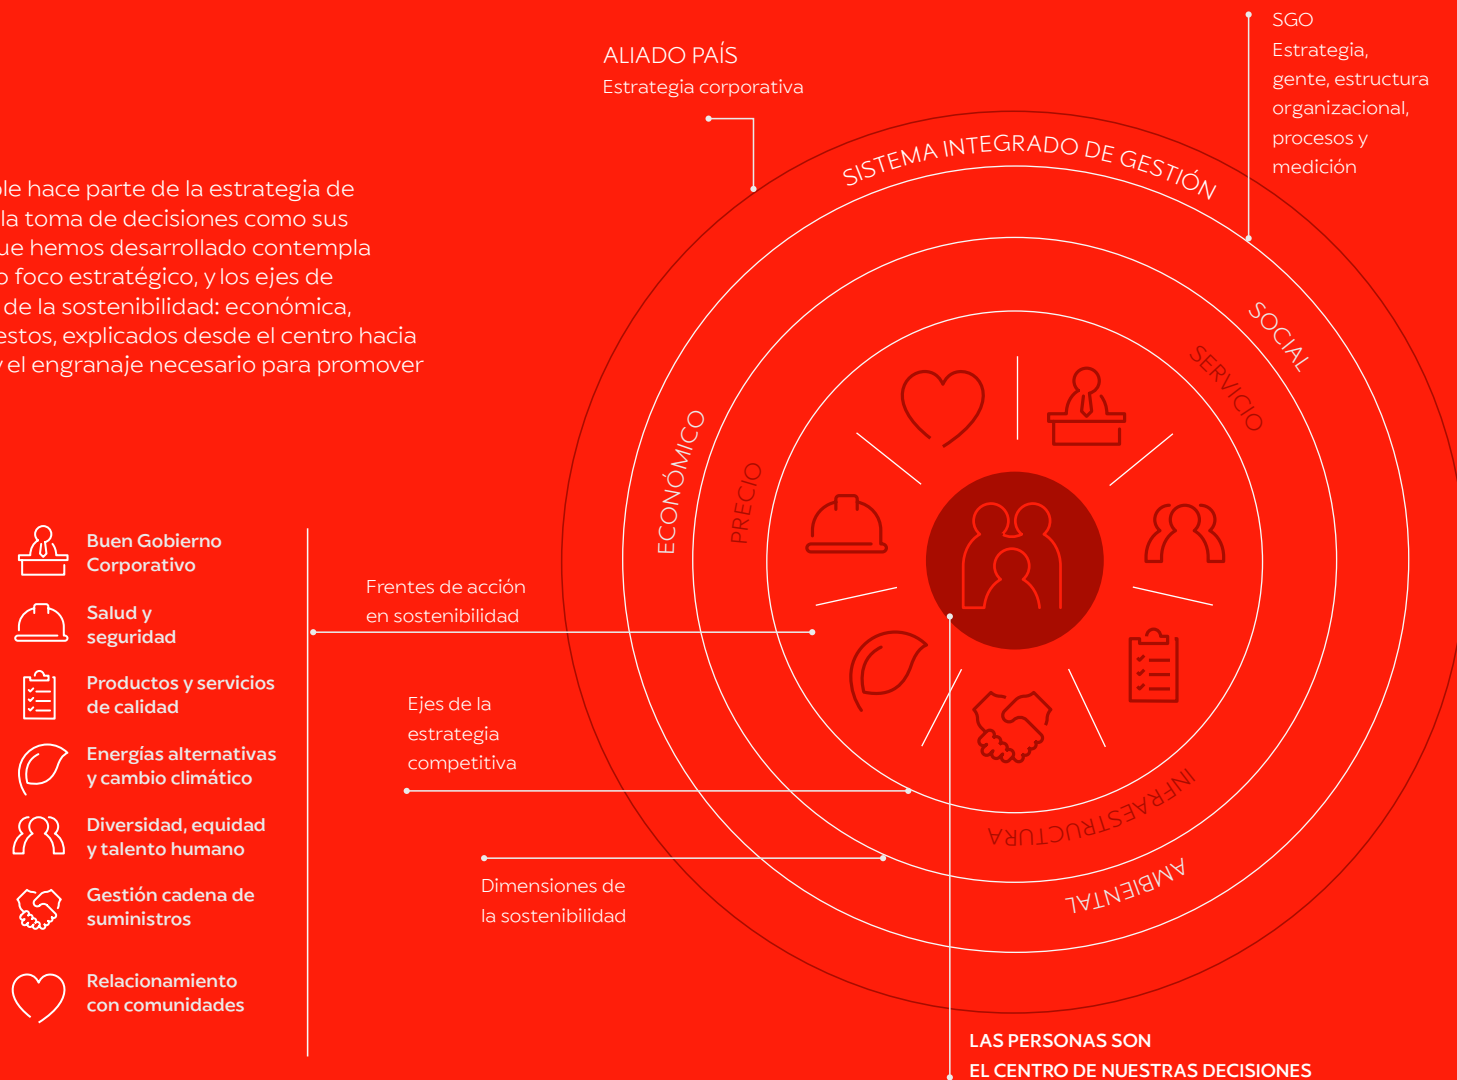 SGO
Estrategia,
gente, estructura
organizacional,
procesos y
medición
ALIADO PAÍS
Estrategia corporativa
SISTEMA INTEGRADO DE GESTIÓN
hace parte de la estrategia de
la toma de decisiones como sus
hemos desarrollado contempla
foco estratégico, y los ejes de
de la sostenibilidad: económica,
estos, explicados desde el centro hacia
y el engranaje necesario para promover
SOCIAL
SERVICIO
ECONÓMICO
PRECIO
Buen Gobierno
Corporativo
Salud y
seguridad
Productos y servicios
de calidad
Energías alternativas
y cambio climático
Diversidad, equidad
y talento humano
Gestión cadena de
suministros
Relacionamiento
con comunidades
Frentes de acción
en sostenibilidad
Ejes de la
estrategia
competitiva
Dimensiones de
la sostenibilidad
INFRAESTRUCTURA
AMBIENTAL
LAS PERSONAS SON
EL CENTRO DE NUESTRAS DECISIONES